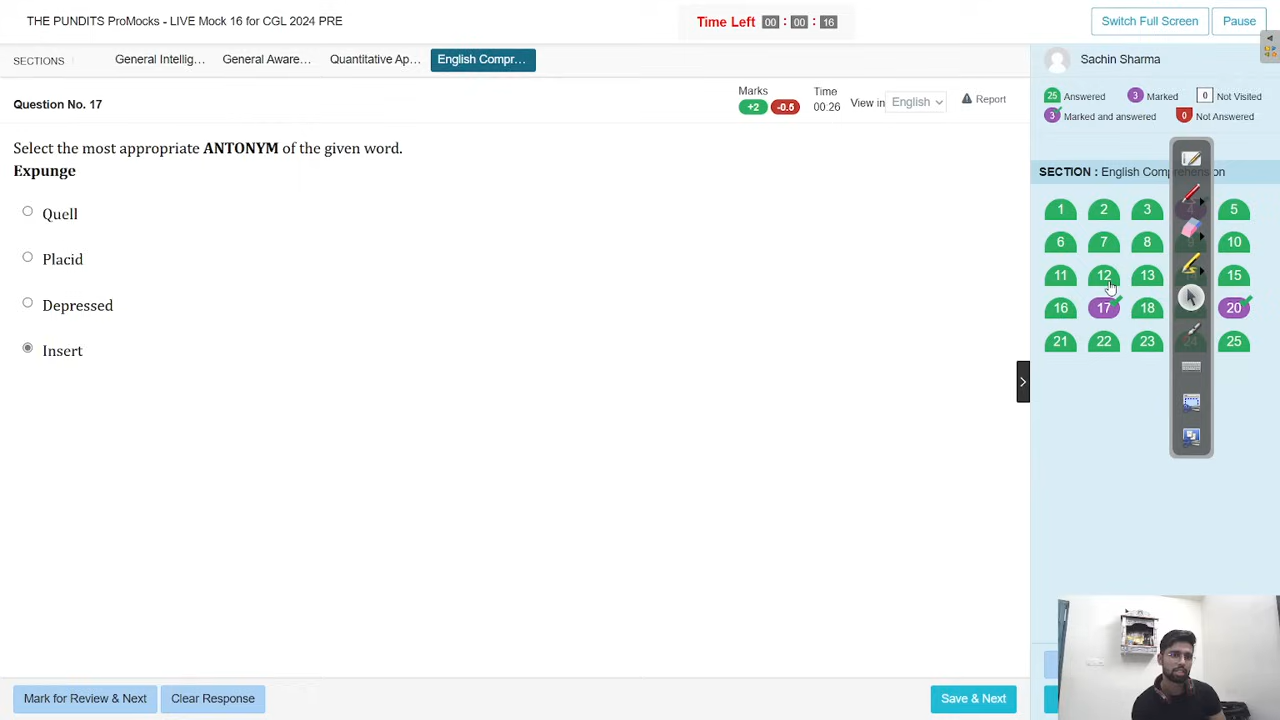 THE PUNDITS ProMocks - LIVE Mock 16 for CGL 2024 PRE
Time Left 00 : 00 : 16
Switch Full Screen
Pause
SECTIONS
General Intellig...
General Aware...
Quantitative Ap...
English Compr...
Sachin Sharma
Question No. 17
Marks
+2 -0.5
Time
00.26
View in English
Report
25 Answered
3 Marked
0 Not Visited
3 Marked and answered
0 Not Answered
Select the most appropriate ANTONYM of the given word.
Expunge
Quell
Placid
Depressed
Insert
SECTION : English Comprehension
1 2 3 4 5
6 7 8 9 10
11 12 13 15
16 17 18 20
21 22 23 24 25
Mark for Review & Next
Clear Response
Save & Next